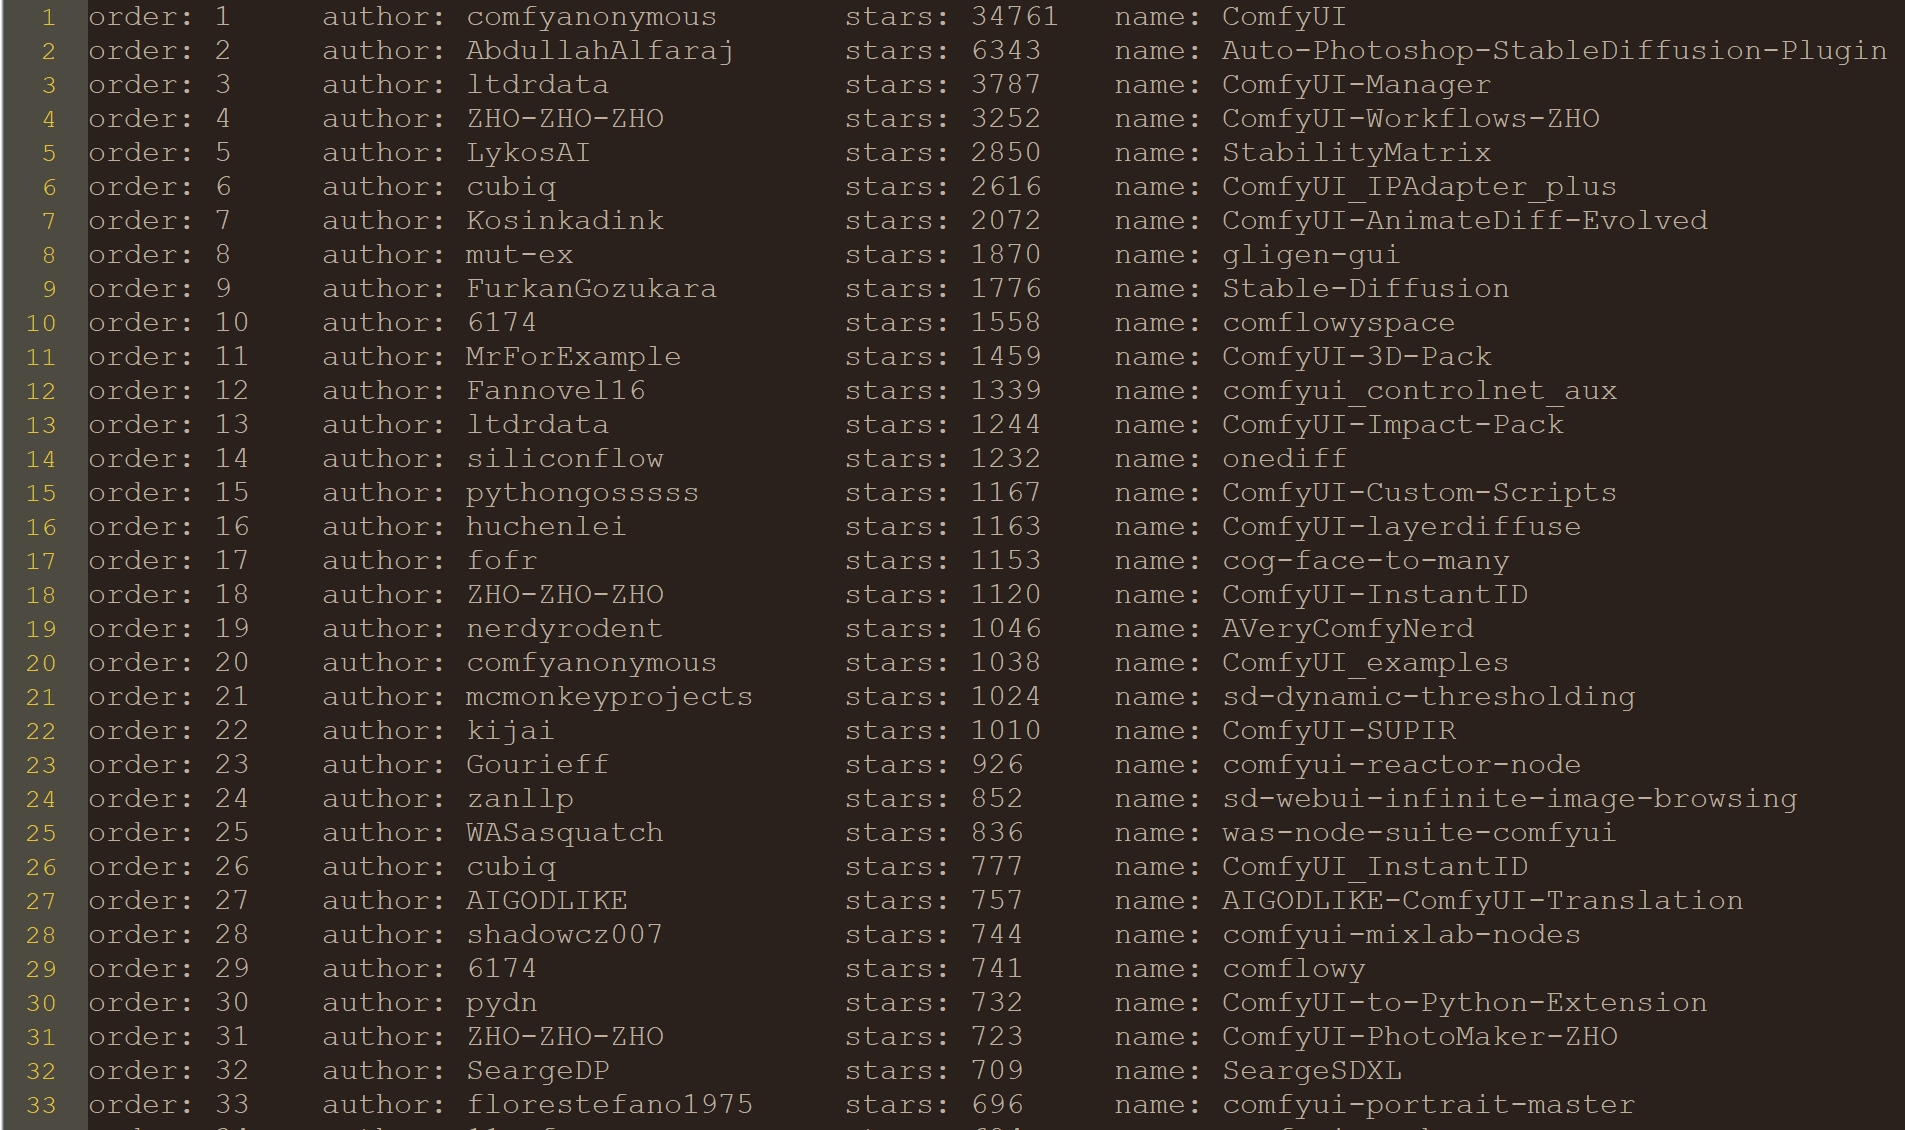 1 order: 1 author: comfyanonymous stars: 34761 name: ComfyUI
2 order: 2 author: AbdullahAlfaraj stars: 6343 name: Auto-Photoshop-StableDiffusion-Plugin
3 order: 3 author: ltdrdata stars: 3787 name: ComfyUI-Manager
4 order: 4 author: ZHO-ZHO-ZHO stars: 3252 name: ComfyUI-Workflows-ZHO
5 order: 5 author: LykosAI stars: 2850 name: StabilityMatrix
6 order: 6 author: cubiq stars: 2616 name: ComfyUI_IPAdapter_plus
7 order: 7 author: Kosinkadink stars: 2072 name: ComfyUI-AnimateDiff-Evolved
8 order: 8 author: mut-ex stars: 1870 name: gligen-gui
9 order: 9 author: FurkanGozukara stars: 1776 name: Stable-Diffusion
10 order: 10 author: 6174 stars: 1558 name: comflowyspace
11 order: 11 author: MrForExample stars: 1459 name: ComfyUI-3D-Pack
12 order: 12 author: Fannovel16 stars: 1339 name: comfyui_controlnet_aux
13 order: 13 author: ltdrdata stars: 1244 name: ComfyUI-Impact-Pack
14 order: 14 author: siliconflow stars: 1232 name: onediff
15 order: 15 author: pythongosssss stars: 1167 name: ComfyUI-Custom-Scripts
16 order: 16 author: huchenlei stars: 1163 name: ComfyUI-layerdiffuse
17 order: 17 author: fofr stars: 1153 name: cog-face-to-many
18 order: 18 author: ZHO-ZHO-ZHO stars: 1120 name: ComfyUI-InstantID
19 order: 19 author: nerdyrodent stars: 1046 name: AVeryComfyNerd
20 order: 20 author: comfyanonymous stars: 1038 name: ComfyUI_examples
21 order: 21 author: mcmonkeyprojects stars: 1024 name: sd-dynamic-thresholding
22 order: 22 author: kijai stars: 1010 name: ComfyUI-SUPIR
23 order: 23 author: Gourieff stars: 926 name: comfyui-reactor-node
24 order: 24 author: zanllp stars: 852 name: sd-webui-infinite-image-browsing
25 order: 25 author: WASasquatch stars: 836 name: was-node-suite-comfyui
26 order: 26 author: cubiq stars: 777 name: ComfyUI_InstantID
27 order: 27 author: AIGODLIKE stars: 757 name: AIGODLIKE-ComfyUI-Translation
28 order: 28 author: shadowcz007 stars: 744 name: comfyui-mixlab-nodes
29 order: 29 author: 6174 stars: 741 name: comflowy
30 order: 30 author: pydn stars: 732 name: ComfyUI-to-Python-Extension
31 order: 31 author: ZHO-ZHO-ZHO stars: 723 name: ComfyUI-PhotoMaker-ZHO
32 order: 32 author: SeargeDP stars: 709 name: SeargeSDXL
33 order: 33 author: florestefano1975 stars: 696 name: comfyui-portrait-master